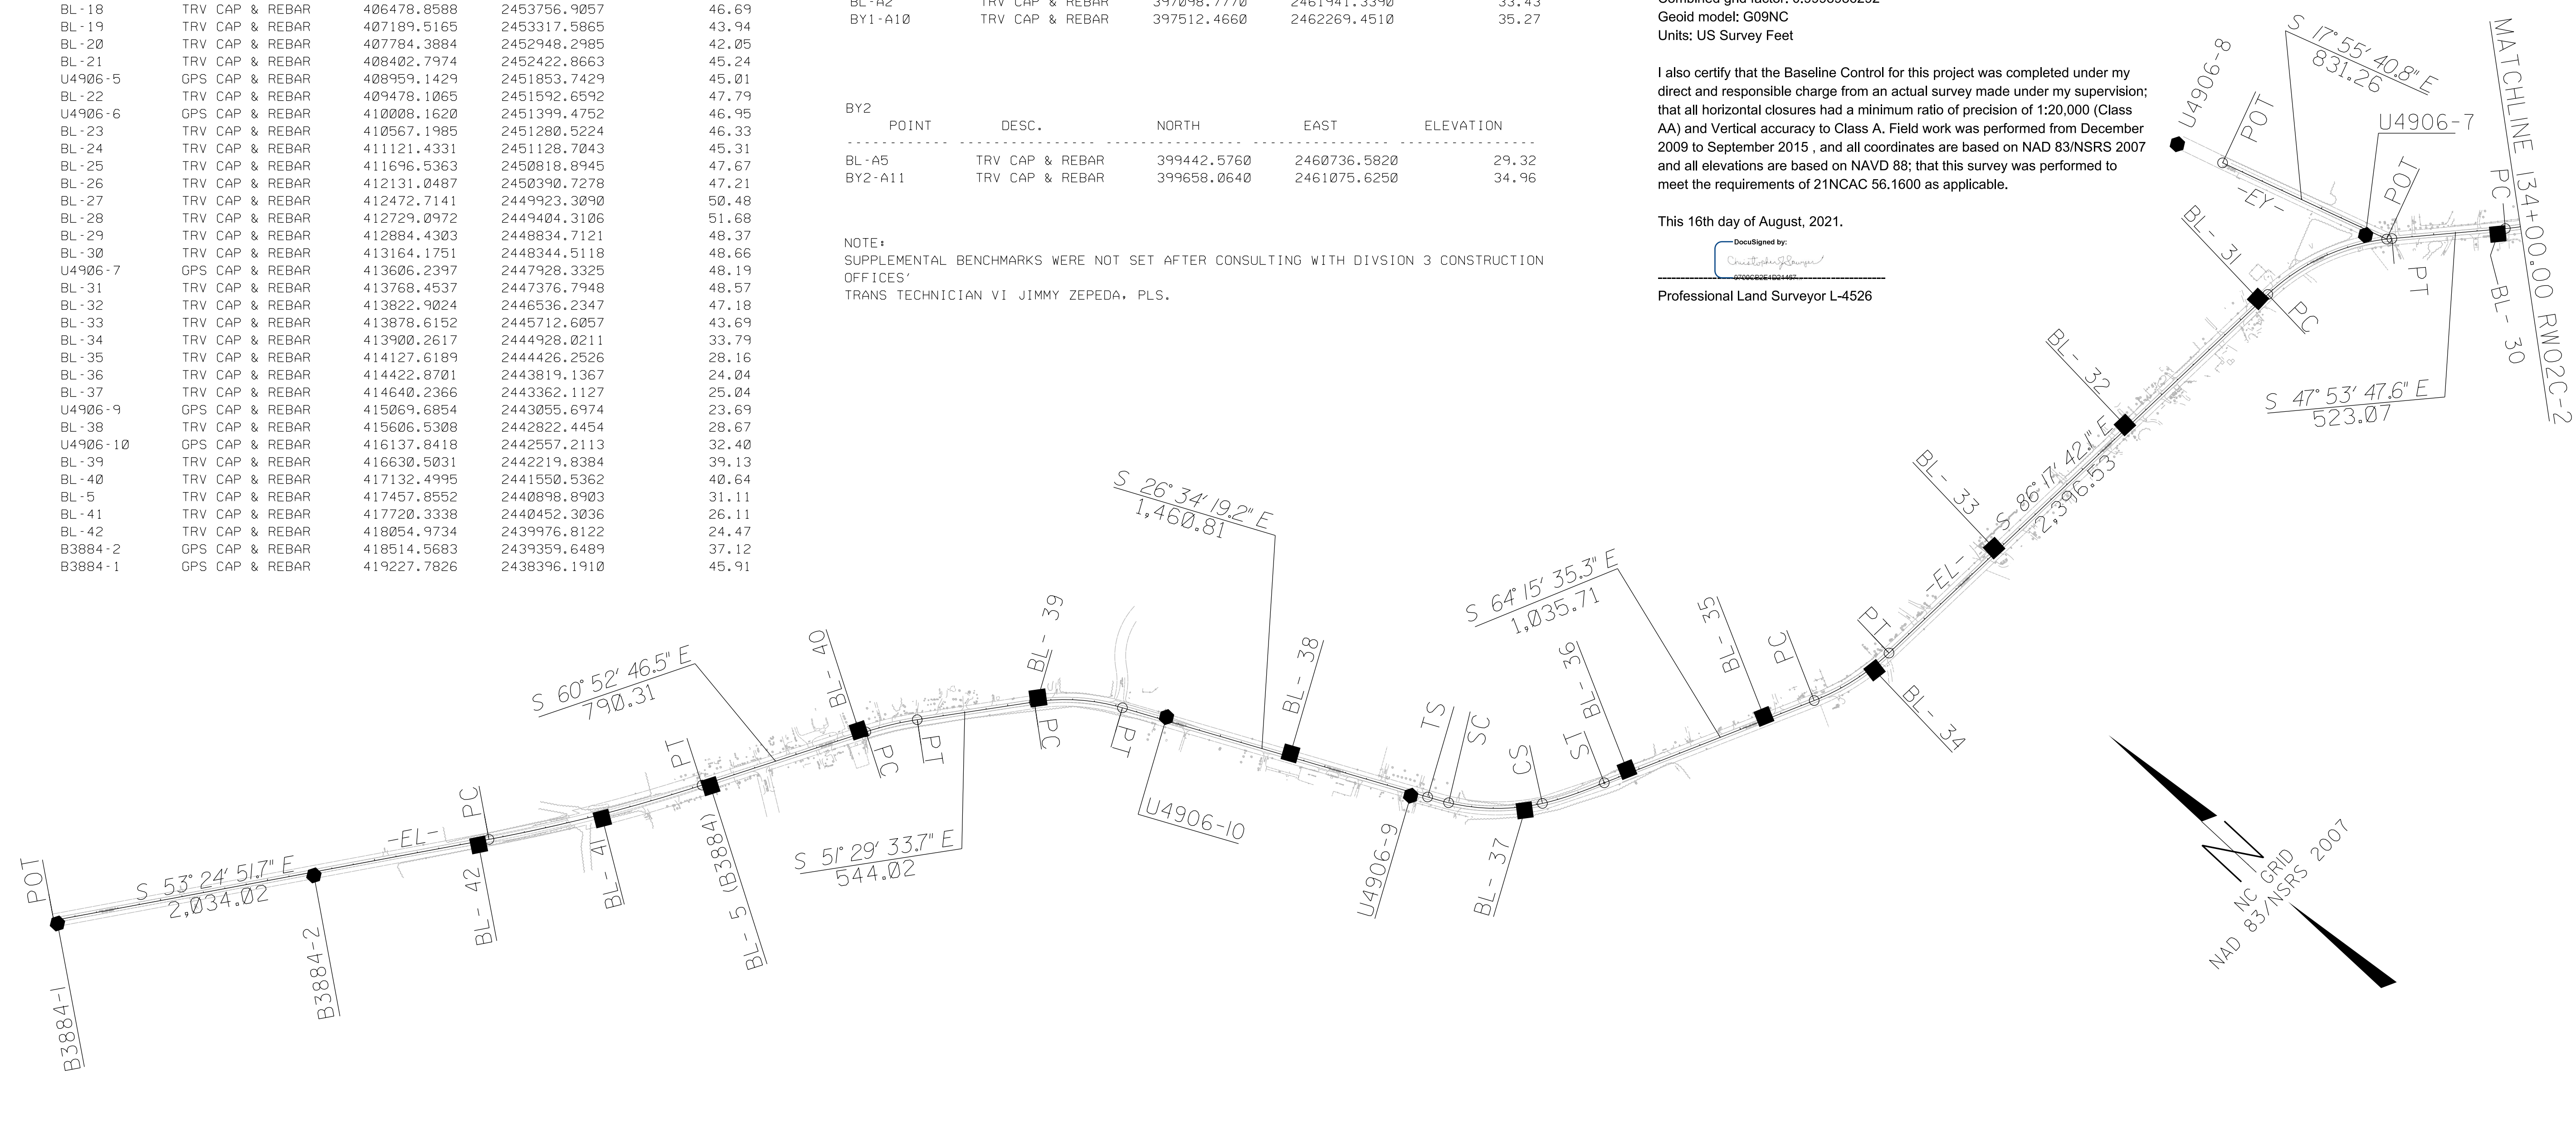 BL-18 TRV CAP & REBAR 406478.8588 2453756.9057 46.69
BL-19 TRV CAP & REBAR 407189.5165 2453317.5865 43.94
BL-20 TRV CAP & REBAR 407784.3884 2452948.2985 42.05
BL-21 TRV CAP & REBAR 408402.7974 2452422.8663 45.24
U4906-5 GPS CAP & REBAR 408959.1429 2451853.7429 45.01
BL-22 TRV CAP & REBAR 409478.1065 2451592.6592 47.79
U4906-6 GPS CAP & REBAR 410008.1620 2451399.4752 46.95
BL-23 TRV CAP & REBAR 410567.1985 2451280.5224 46.33
BL-24 TRV CAP & REBAR 411121.4331 2451128.7043 45.31
BL-25 TRV CAP & REBAR 411696.5363 2450818.8945 47.67
BL-26 TRV CAP & REBAR 412131.0487 2450390.7278 47.21
BL-27 TRV CAP & REBAR 412472.7141 2449923.3090 50.48
BL-28 TRV CAP & REBAR 412729.0972 2449404.3106 51.68
BL-29 TRV CAP & REBAR 412884.4303 2448834.7121 48.37
BL-30 TRV CAP & REBAR 413164.1751 2448344.5118 48.66
U4906-7 GPS CAP & REBAR 413606.2397 2447928.3325 48.19
BL-31 TRV CAP & REBAR 413768.4537 2447376.7948 48.57
BL-32 TRV CAP & REBAR 413822.9024 2446536.2347 47.18
BL-33 TRV CAP & REBAR 413878.6152 2445712.6057 43.69
BL-34 TRV CAP & REBAR 413900.2617 2444928.0211 33.79
BL-35 TRV CAP & REBAR 414127.6189 2444426.2526 28.16
BL-36 TRV CAP & REBAR 414422.8701 2443819.1367 24.04
BL-37 TRV CAP & REBAR 414640.2366 2443362.1127 25.04
U4906-9 GPS CAP & REBAR 415069.6854 2443055.6974 23.69
BL-38 TRV CAP & REBAR 415606.5308 2442822.4454 28.67
U4906-10 GPS CAP & REBAR 416137.8418 2442557.2113 32.40
BL-39 TRV CAP & REBAR 416630.5031 2442219.8384 39.13
BL-40 TRV CAP & REBAR 417132.4995 2441550.5362 40.64
BL-5 TRV CAP & REBAR 417457.8552 2440898.8903 31.11
BL-41 TRV CAP & REBAR 417720.3338 2440452.3036 26.11
BL-42 TRV CAP & REBAR 418054.9734 2439976.8122 24.47
B3884-2 GPS CAP & REBAR 418514.5683 2439359.6489 37.12
B3884-1 GPS CAP & REBAR 419227.7826 2438396.1910 45.91
BL-A2 TRV CAP & REBAR 397098.7770 2461941.3390 33.43
BY1-A10 TRV CAP & REBAR 397512.4660 2462269.4510 35.27
BY2
POINT DESC. NORTH EAST ELEVATION
BL-A5 TRV CAP & REBAR 399442.5760 2460736.5820 29.32
BY2-A11 TRV CAP & REBAR 399658.0640 2461075.6250 34.96
NOTE:
SUPPLEMENTAL BENCHMARKS WERE NOT SET AFTER CONSULTING WITH DIVSION 3 CONSTRUCTION
OFFICES'
TRANS TECHNICIAN VI JIMMY ZEPEDA, PLS.
Geoid model: G09NC
Units: US Survey Feet
I also certify that the Baseline Control for this project was completed under my
direct and responsible charge from an actual survey made under my supervision;
that all horizontal closures had a minimum ratio of precision of 1:20,000 (Class
AA) and Vertical accuracy to Class A. Field work was performed from December
2009 to September 2015 , and all coordinates are based on NAD 83/NSRS 2007
and all elevations are based on NAVD 88; that this survey was performed to
meet the requirements of 21NCAC 56.1600 as applicable.
This 16th day of August, 2021.
DocuSigned by:
Professional Land Surveyor L-4526
POT
B3884-1
S 53° 24' 51.7" E
2,034.02
B3884-2
-EL-
PC
BL- 42
BL- 41
PT
BL- 5 (B3884)
S 60° 52' 46.5" E
790.31
BL- 40
PC
PT
S 51° 29' 33.7" E
544.02
BL- 39
PC
PT
U4906-10
S 26° 34' 19.2" E
1,460.81
BL- 38
U4906-9
TS
SC
BL- 37
CS
ST
BL- 36
S 64° 15' 35.3" E
1,035.71
BL- 35
PC
PT
BL- 34
-EL-
BL- 33
S 86° 17' 42.1" E
2,396.53
BL- 32
BL- 31
PC
U4906-8
POT
-EY-
S 17° 55' 40.8" E
831.26
U4906-7
POT
PT
S 47° 53' 47.6" E
523.07
PC
BL- 30
MATCHLINE 134+00.00 RW02C-2
NC GRID
NAD 83/NSRS 2007